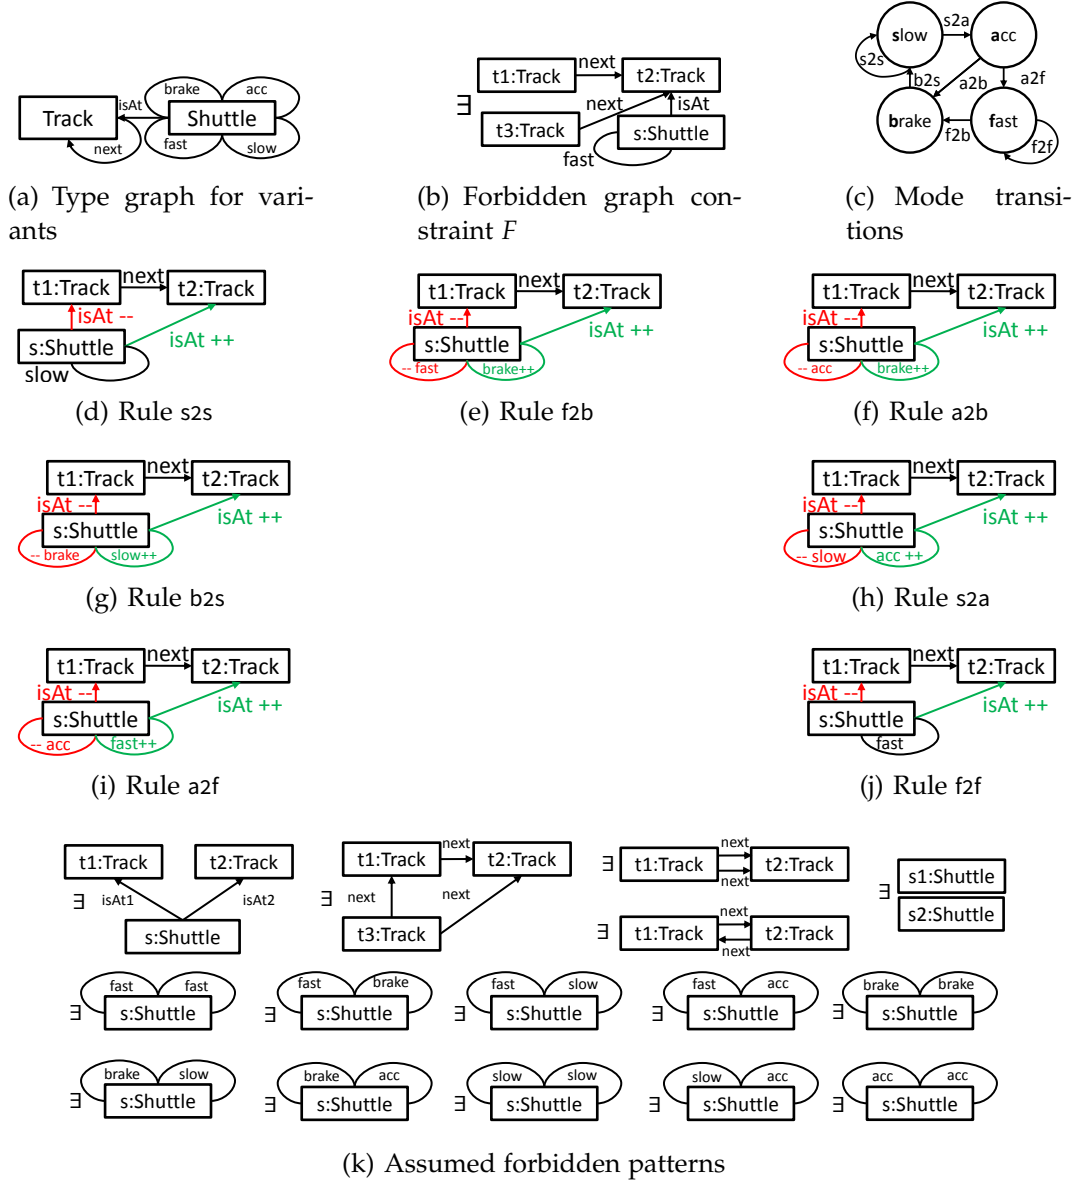 brake
acc
isAt
Track
Shuttle
next
fast
slow
(a) Type graph for vari-
ants
∃
t1:Track
next
t2:Track
next
isAt
t3:Track
s:Shuttle
fast
(b) Forbidden graph con-
straint F
slow
s2a
acc
s2s
b2s
a2b
a2f
brake
f2b
fast
f2f
(c) Mode transi-
tions
t1:Track
next
t2:Track
isAt --
s:Shuttle
isAt ++
slow
(d) Rule s2s
t1:Track
next
t2:Track
isAt --
s:Shuttle
isAt ++
-- fast
brake++
(e) Rule f2b
t1:Track
next
t2:Track
isAt --
s:Shuttle
isAt ++
-- acc
brake++
(f) Rule a2b
t1:Track
next
t2:Track
isAt --
s:Shuttle
isAt ++
-- brake
slow++
(g) Rule b2s
t1:Track
next
t2:Track
isAt --
s:Shuttle
isAt ++
-- slow
acc ++
(h) Rule s2a
t1:Track
next
t2:Track
isAt --
s:Shuttle
isAt ++
-- acc
fast++
(i) Rule a2f
t1:Track
next
t2:Track
isAt --
s:Shuttle
isAt ++
fast
(j) Rule f2f
t1:Track
t2:Track
∃
isAt1
isAt2
s:Shuttle
t1:Track
next
t2:Track
∃
next
next
t3:Track
∃
t1:Track
next
next
t2:Track
∃
t1:Track
next
next
t2:Track
∃
s1:Shuttle
s2:Shuttle
fast
fast
∃
s:Shuttle
fast
brake
∃
s:Shuttle
fast
slow
∃
s:Shuttle
fast
acc
∃
s:Shuttle
brake
brake
∃
s:Shuttle
brake
slow
∃
s:Shuttle
brake
acc
∃
s:Shuttle
slow
slow
∃
s:Shuttle
slow
acc
∃
s:Shuttle
acc
acc
∃
s:Shuttle
(k) Assumed forbidden patterns